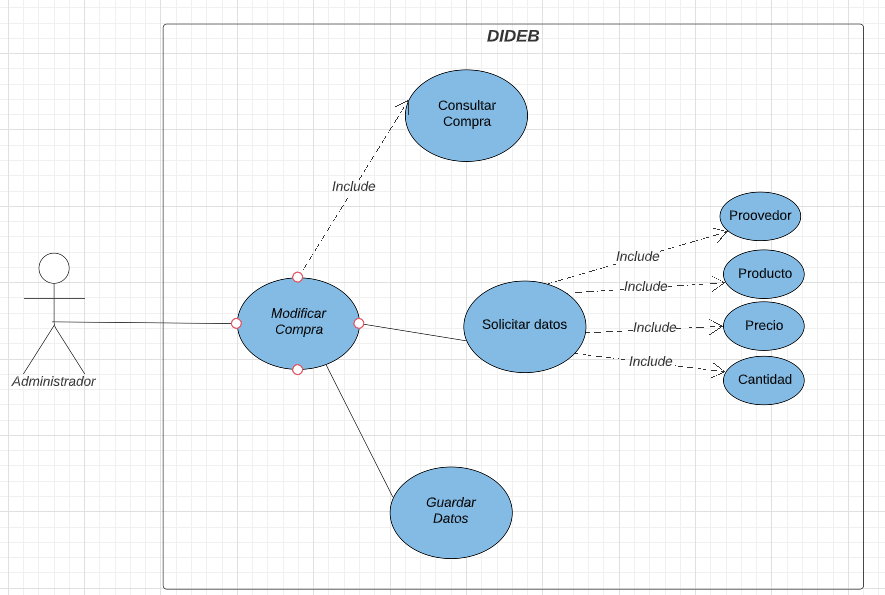 DIDEB
Consultar
Compra
Include
Proovedor
Include
Producto
Include
Modificar
Compra
Solicitar datos
Include
Precio
Include
Cantidad
Administrador
Guardar
Datos